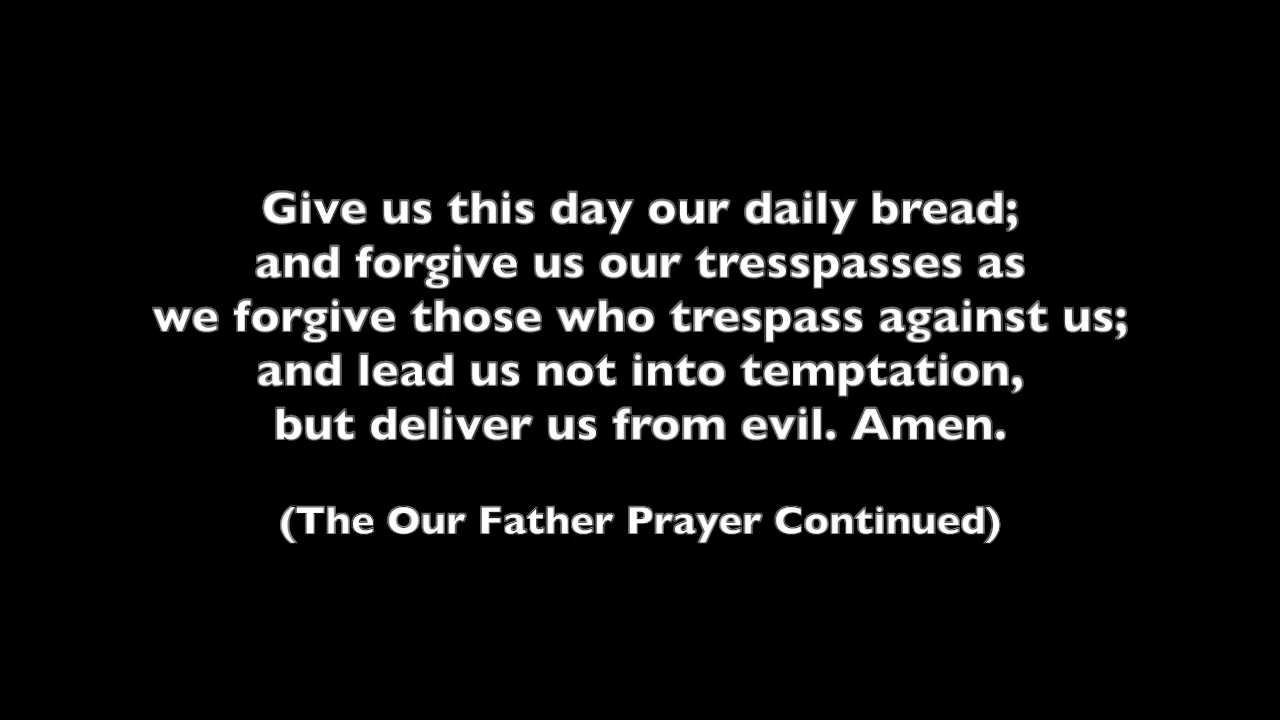 Give us this day our daily bread;
and forgive us our tresspasses as
we forgive those who trespass against us;
and lead us not into temptation,
but deliver us from evil. Amen.
(The Our Father Prayer Continued)